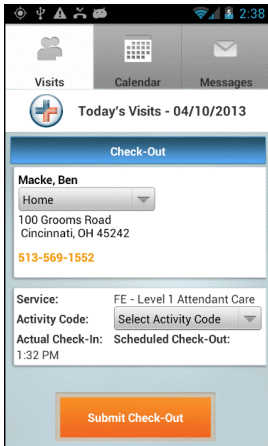 2:38
Visits Calendar Messages
Today's Visits - 04/10/2013
Check-Out
Macke, Ben
Home
100 Grooms Road
Cincinnati, OH 45242
513-569-1552
Service: FE - Level 1 Attendant Care
Activity Code: Select Activity Code
Actual Check-In: Scheduled Check-Out:
1:32 PM
Submit Check-Out